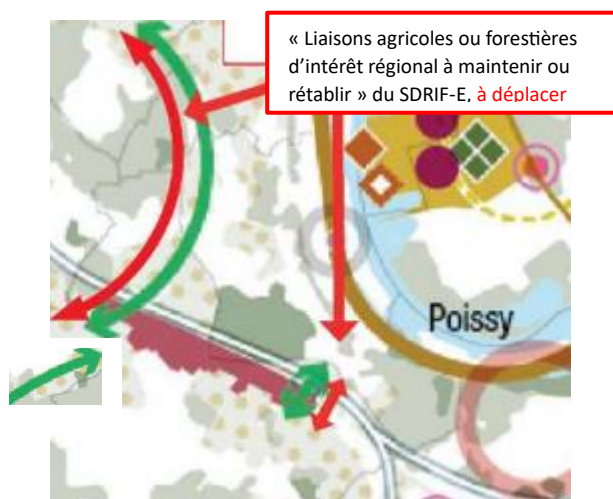 « Liaisons agricoles ou forestières
d’intérêt régional à maintenir ou
rétablir » du SDRIF-E, à déplacer
Poissy